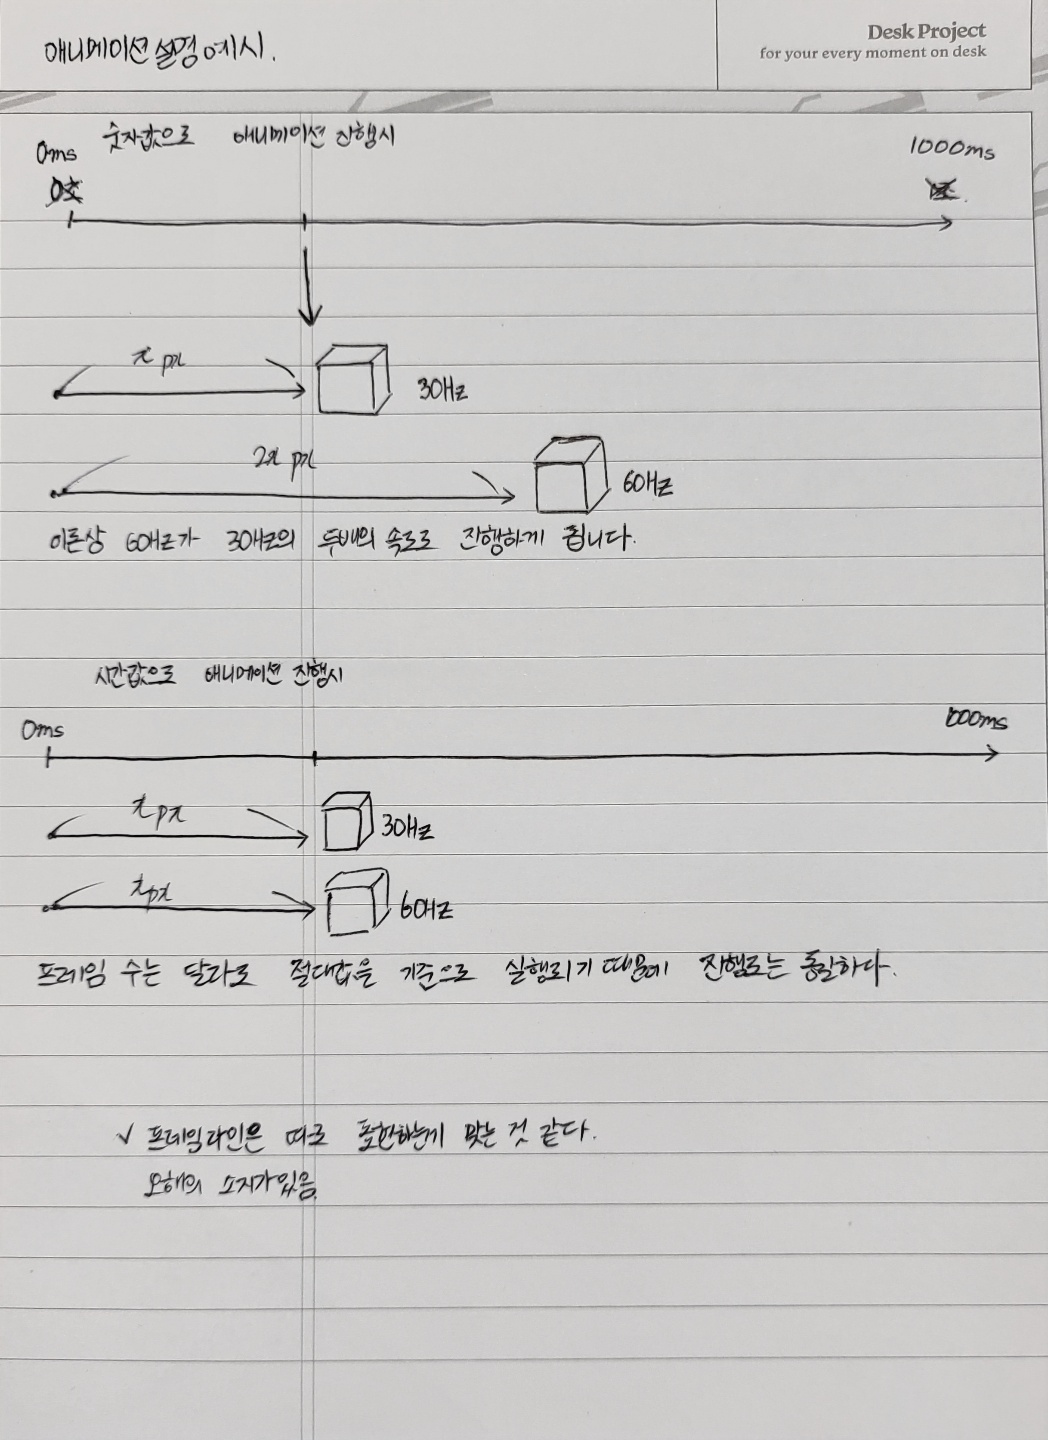 Desk Project
for your every moment on desk
애니메이션 설정 예시.
숫자값으로 애니메이션 진행시
0ms
1000ms
0초
x px
30Hz
2x px
60Hz
이론상 60Hz가 30Hz의 두배의 속도로 진행하게 됩니다.
시간값으로 애니메이션 진행시
0ms
1000ms
x px
30Hz
x px
60Hz
프레임 수는 달라도 절대값을 기준으로 실행되기 때문에 진행도는 동일하다.
√ 프레임라인은 따로 표현하는게 맞는 것 같다.
오해의 소지가 있음.